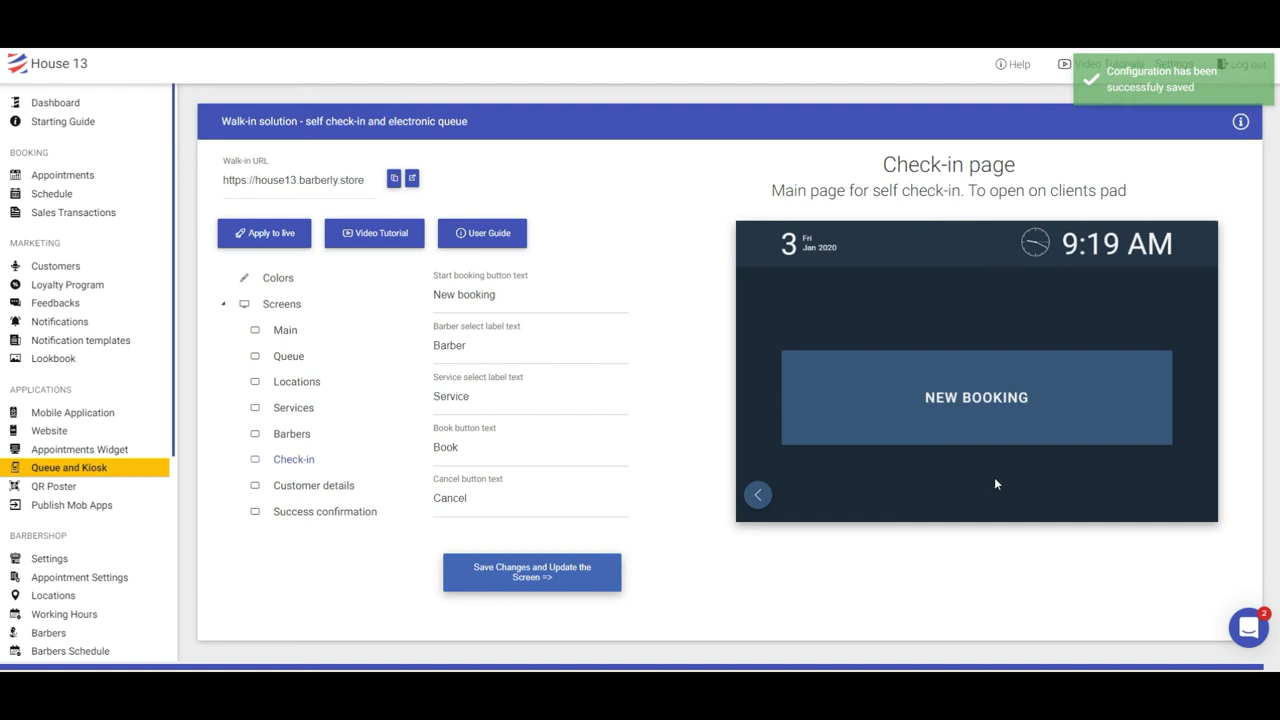 House 13
Help
Video Tutorials
Settings
Log out
Configuration has been
successfuly saved
Dashboard
Starting Guide
BOOKING
Appointments
Schedule
Sales Transactions
MARKETING
Customers
Loyalty Program
Feedbacks
Notifications
Notification templates
Lookbook
APPLICATIONS
Mobile Application
Website
Appointments Widget
Queue and Kiosk
QR Poster
Publish Mob Apps
BARBERSHOP
Settings
Appointment Settings
Locations
Working Hours
Barbers
Barbers Schedule
Walk-in solution - self check-in and electronic queue
Walk-in URL
https://house13.barberly.store
Apply to live
Video Tutorial
User Guide
Colors
Screens
Main
Queue
Locations
Services
Barbers
Check-in
Customer details
Success confirmation
Start booking button text
New booking
Barber select label text
Barber
Service select label text
Service
Book button text
Book
Cancel button text
Cancel
Save Changes and Update the
Screen =>
Check-in page
Main page for self check-in. To open on clients pad
3 Fri
Jan 2020
9:19 AM
NEW BOOKING
2